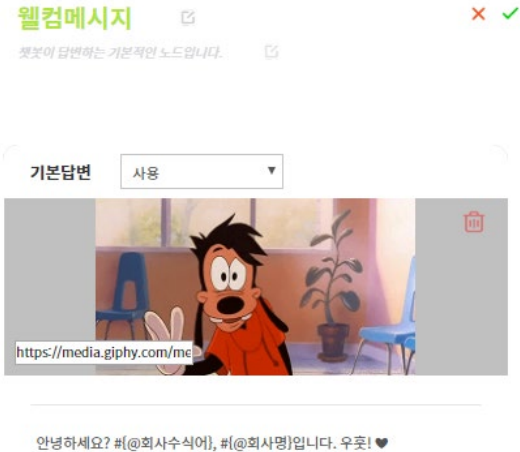 웰컴메시지
챗봇이 답변하는 기본적인 노드입니다.
기본답변 사용
https://media.giphy.com/me
안녕하세요? #{@회사수식어}, #{@회사명}입니다. 우훗! ♥